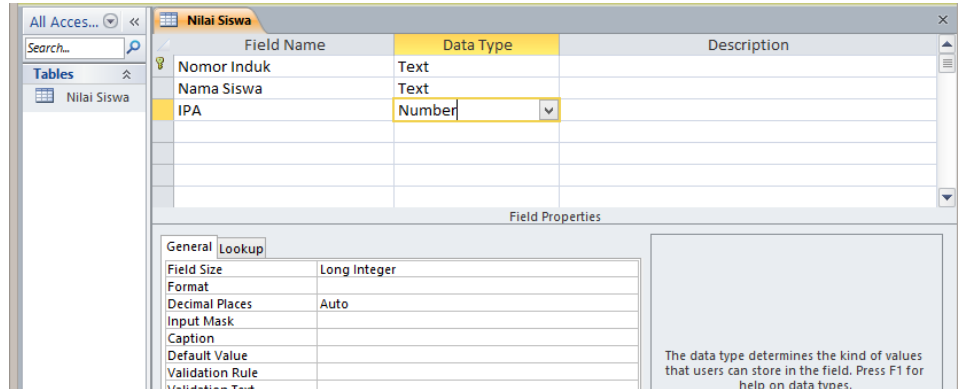 All Acces... «
Nilai Siswa ×
Search...
Tables
Nilai Siswa
Field Name Data Type Description
Nomor Induk Text
Nama Siswa Text
IPA Number
Field Properties
General Lookup
Field Size Long Integer
Format
Decimal Places Auto
Input Mask
Caption
Default Value
Validation Rule
Validation Text
The data type determines the kind of values
that users can store in the field. Press F1 for
help on data types.